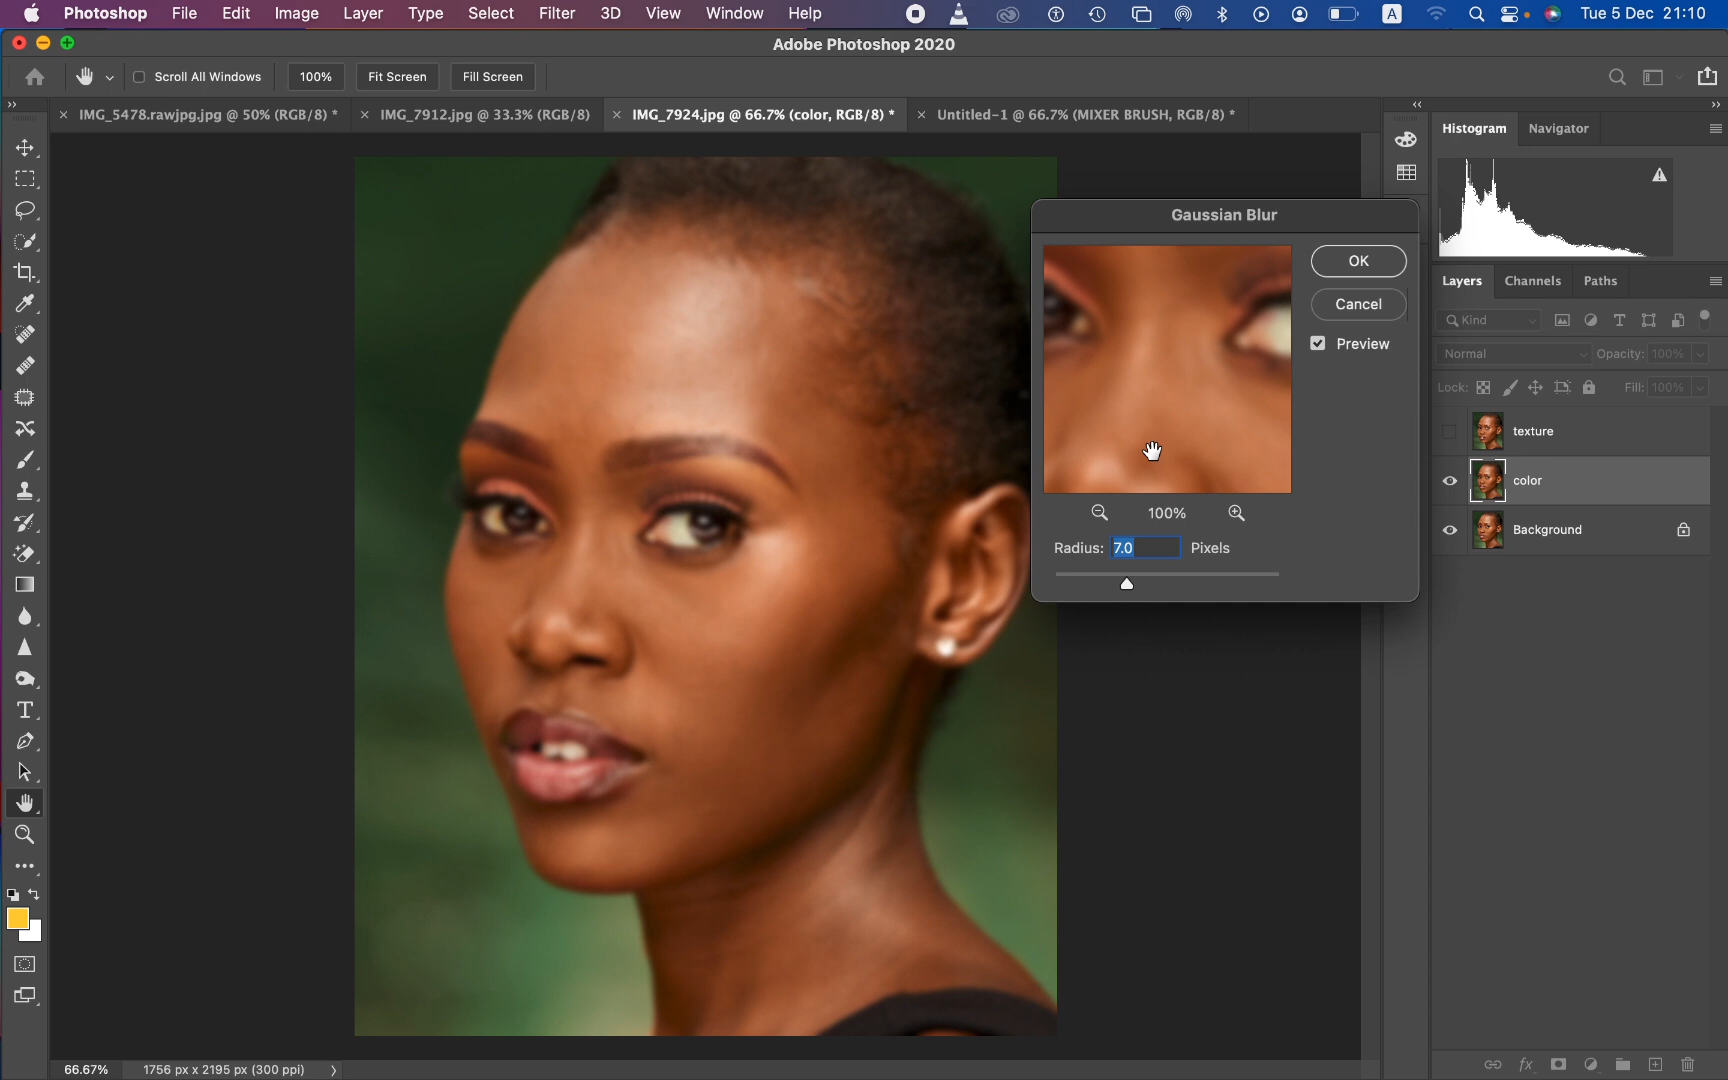 Photoshop File Edit Image Layer Type Select Filter 3D View Window Help A Tue 5 Dec 21:10
Adobe Photoshop 2020
Scroll All Windows 100% Fit Screen Fill Screen
IMG_5478.rawjpg.jpg @ 50% (RGB/8) * IMG_7912.jpg @ 33.3% (RGB/8) IMG_7924.jpg @ 66.7% (color, RGB/8) * Untitled-1 @ 66.7% (MIXER BRUSH, RGB/8) *
Histogram Navigator
Gaussian Blur
OK
Cancel
Preview
100%
Radius: 7.0 Pixels
Layers Channels Paths
Kind
Normal Opacity: 100%
Lock: Fill: 100%
texture
color
Background
66.67% 1756 px x 2195 px (300 ppi)